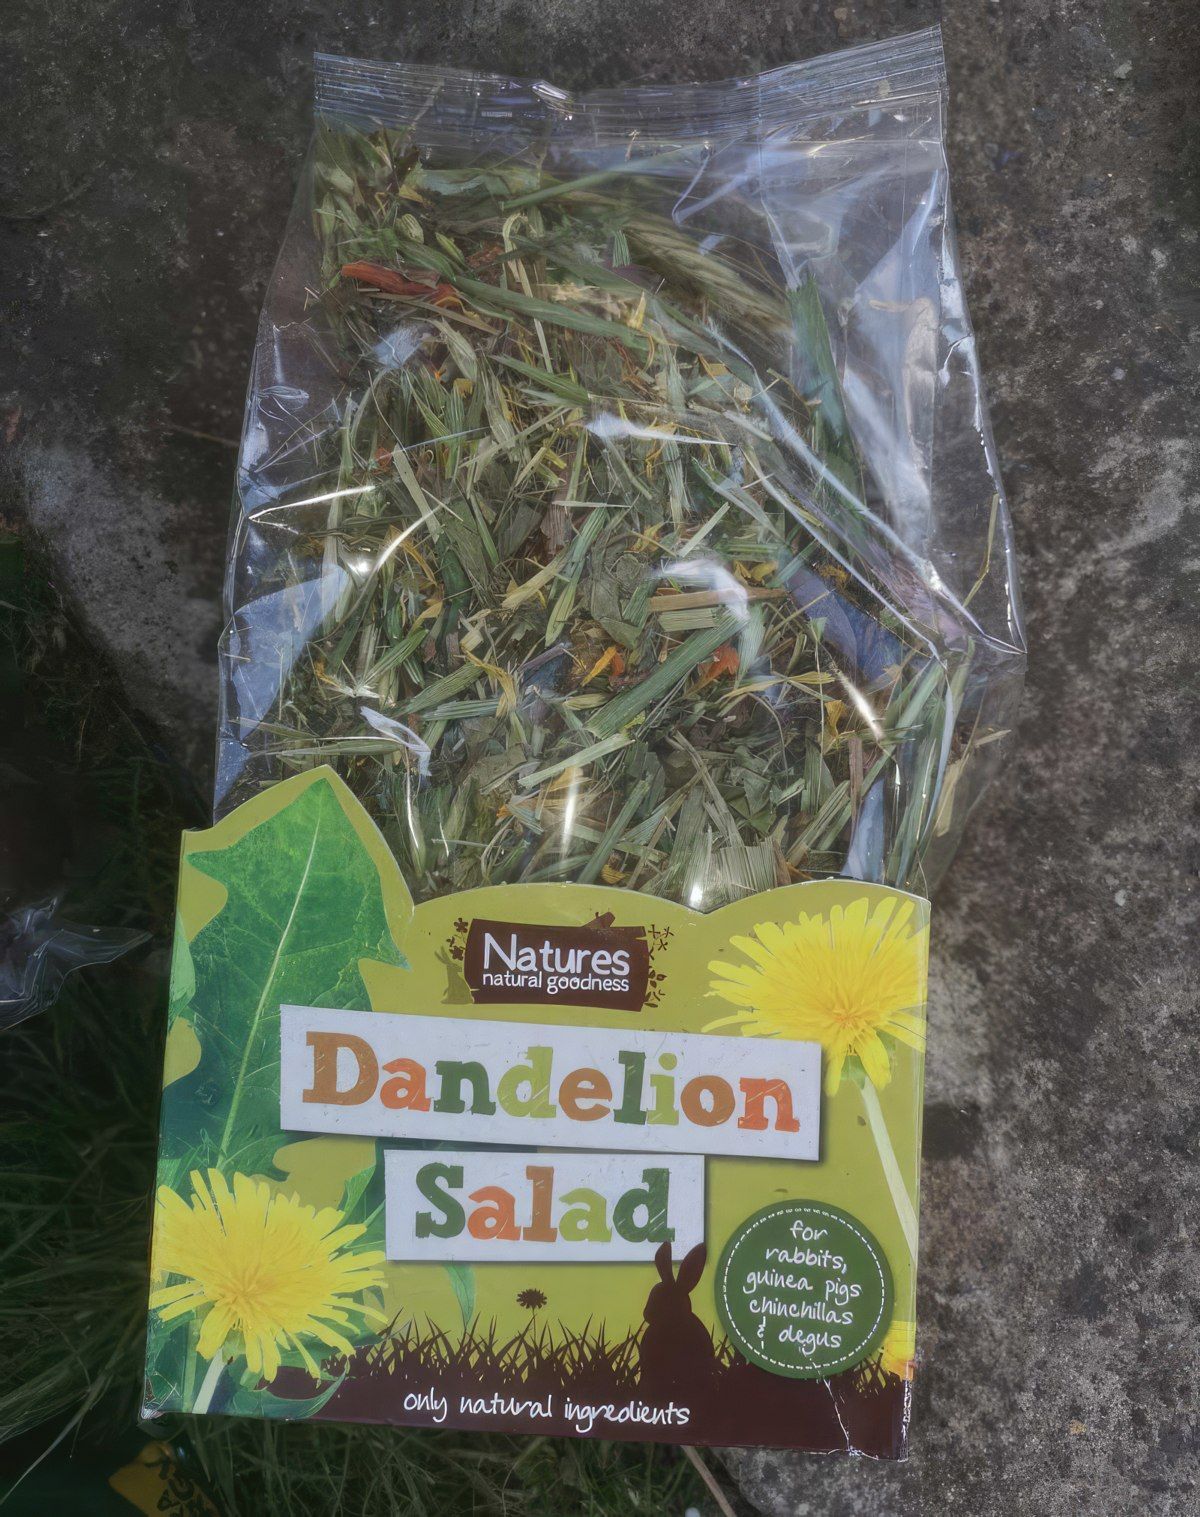 Natures
natural goodness
Dandelion
Salad
for
rabbits,
guinea pigs
chinchillas
& degus
only natural ingredients